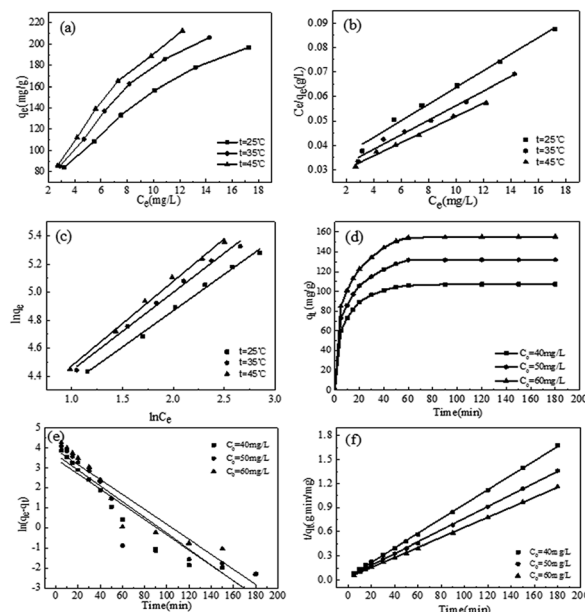 (a)
qe(mg/g)
220
200
180
160
140
120
100
80
t=25℃
t=35℃
t=45℃
2 4 6 8 10 12 14 16 18
Ce(mg/L)
(b)
Ce/qe(g/L)
0.09
0.08
0.07
0.06
0.05
0.04
0.03
t=25℃
t=35℃
t=45℃
2 4 6 8 10 12 14 16 18
Ce(mg/L)
(c)
lnqe
5.4
5.2
5.0
4.8
4.6
4.4
t=25℃
t=35℃
t=45℃
1.0 1.5 2.0 2.5 3.0
lnCe
(d)
qt(mg/g)
180
160
140
120
100
80
60
40
20
0
C0=40mg/L
C0=50mg/L
C0=60mg/L
0 20 40 60 80 100 120 140 160 180 200
Time(min)
(e)
ln(qe-qt)
5
4
3
2
1
0
-1
-2
-3
C0=40mg/L
C0=50mg/L
C0=60mg/L
0 20 40 60 80 100 120 140 160 180 200
Time(min)
(f)
t/qt(g min/mg)
1.8
1.5
1.2
0.9
0.6
0.3
0.0
C0=40mg/L
C0=50mg/L
C0=60mg/L
0 20 40 60 80 100 120 140 160 180 200
Time(min)